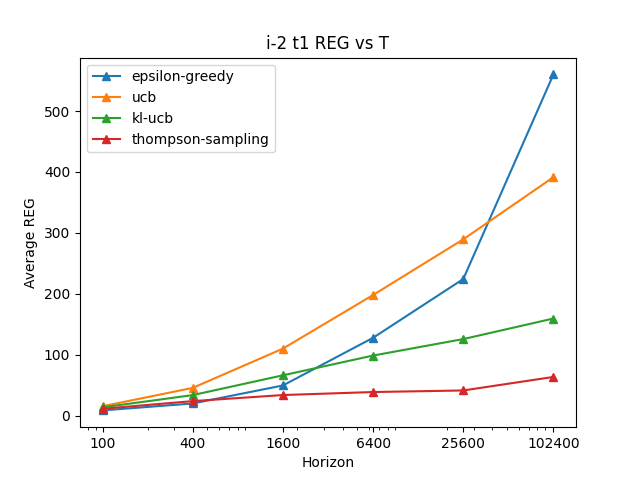 i-2 t1 REG vs T
epsilon-greedy
ucb
kl-ucb
thompson-sampling
500
400
300
200
100
0
Average REG
100 400 1600 6400 25600 102400
Horizon